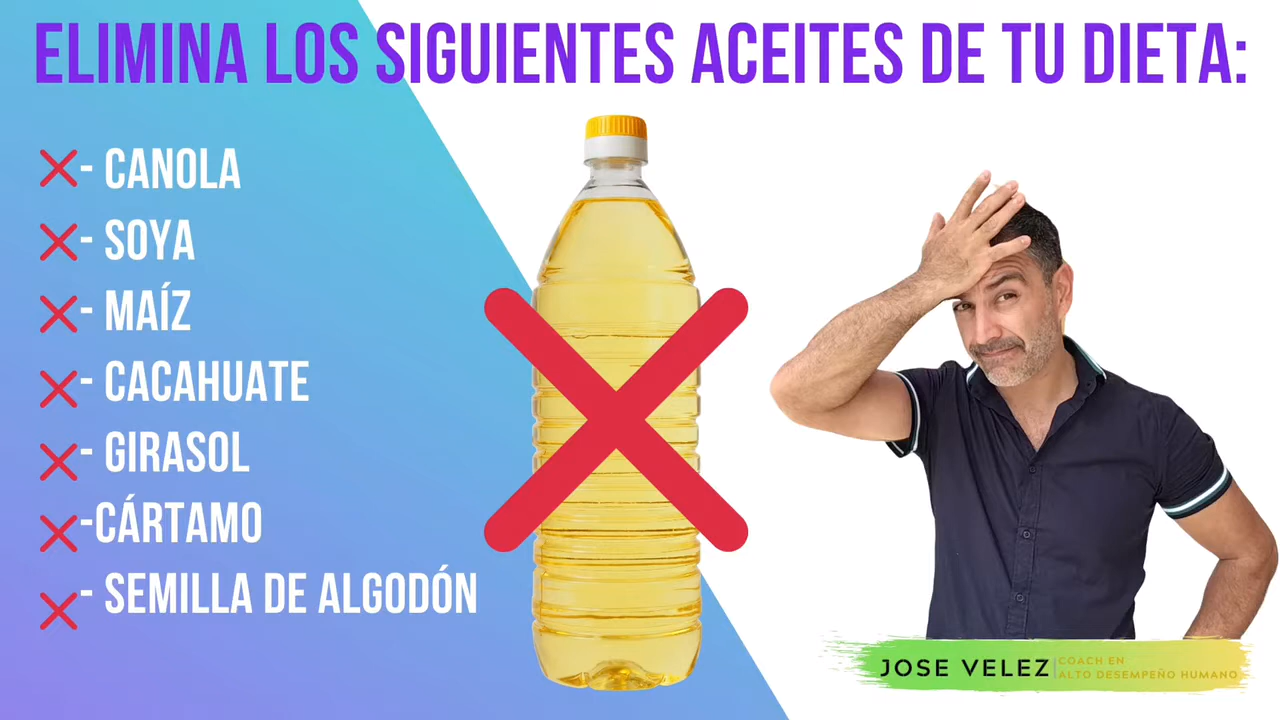 ELIMINA LOS SIGUIENTES ACEITES DE TU DIETA:
- CANOLA
- SOYA
- MAÍZ
- CACAHUATE
- GIRASOL
-CÁRTAMO
- SEMILLA DE ALGODÓN
JOSE VELEZ
COACH EN
ALTO DESEMPEÑO HUMANO